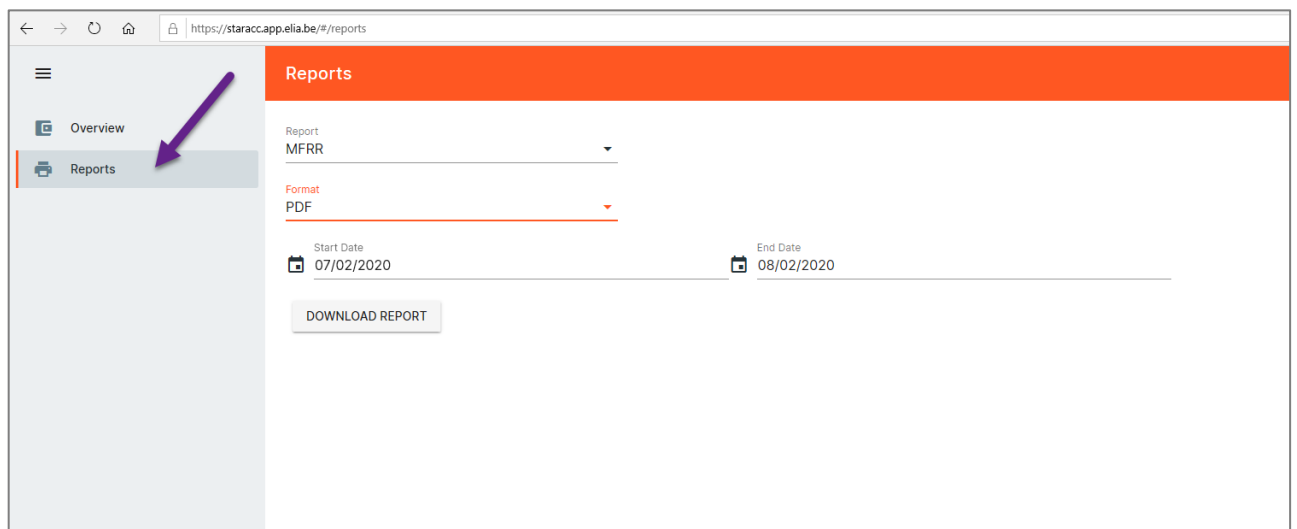 https://staracc.app.elia.be/#/reports
Reports
Overview
Reports
Report
MFRR
Format
PDF
Start Date
07/02/2020
End Date
08/02/2020
DOWNLOAD REPORT